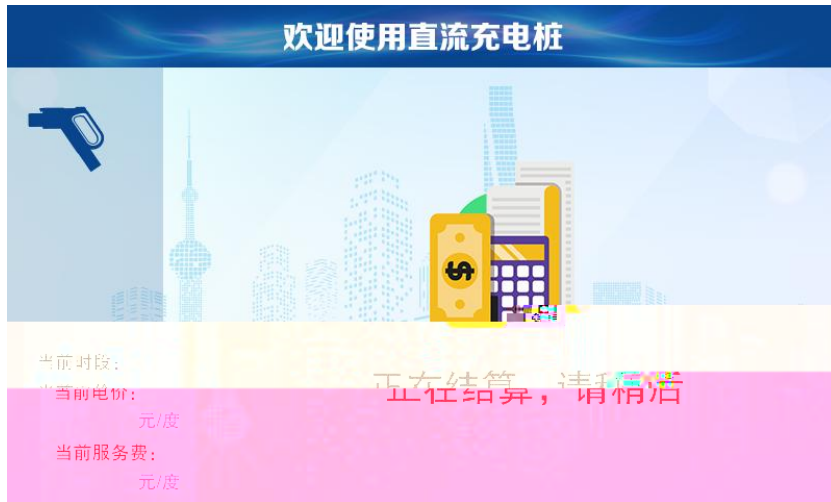 欢迎使用直流充电桩
当前时段：
当前电价：
元/度
当前服务费：
元/度
正在结算，请稍